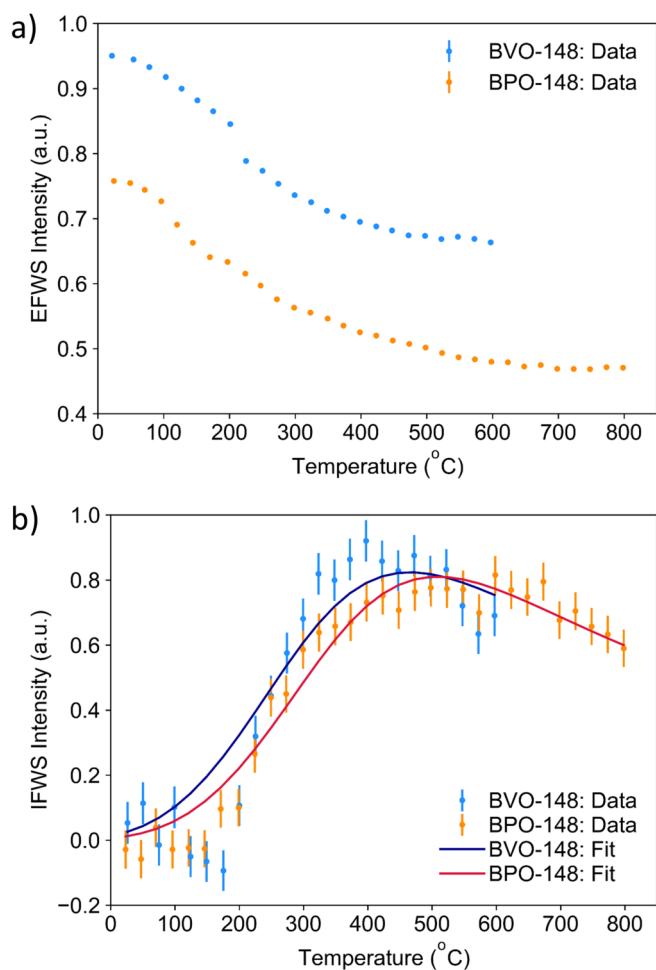 a)
1.0
0.9
0.8
0.7
0.6
0.5
0.4
EFWS Intensity (a.u.)
BVO-148: Data
BPO-148: Data
0 100 200 300 400 500 600 700 800
Temperature (°C)
b)
1.0
0.8
0.6
0.4
0.2
0.0
−0.2
IFWS Intensity (a.u.)
BVO-148: Data
BPO-148: Data
BVO-148: Fit
BPO-148: Fit
0 100 200 300 400 500 600 700 800
Temperature (°C)